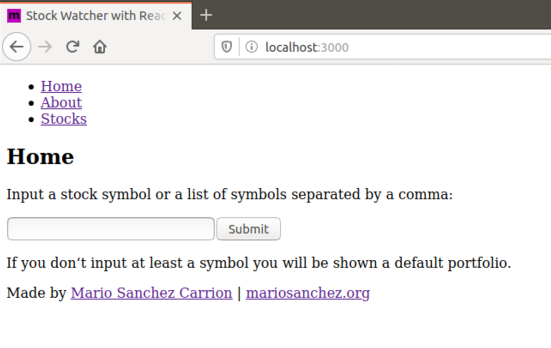 m Stock Watcher with Reac
localhost:3000
Home
About
Stocks
Home
Input a stock symbol or a list of symbols separated by a comma:
Submit
If you don‘t input at least a symbol you will be shown a default portfolio.
Made by Mario Sanchez Carrion | mariosanchez.org